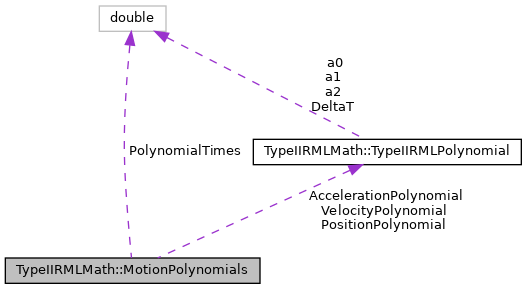 double
a0
a1
a2
DeltaT
PolynomialTimes
TypeIIRMLMath::TypeIIRMLPolynomial
AccelerationPolynomial
VelocityPolynomial
PositionPolynomial
TypeIIRMLMath::MotionPolynomials